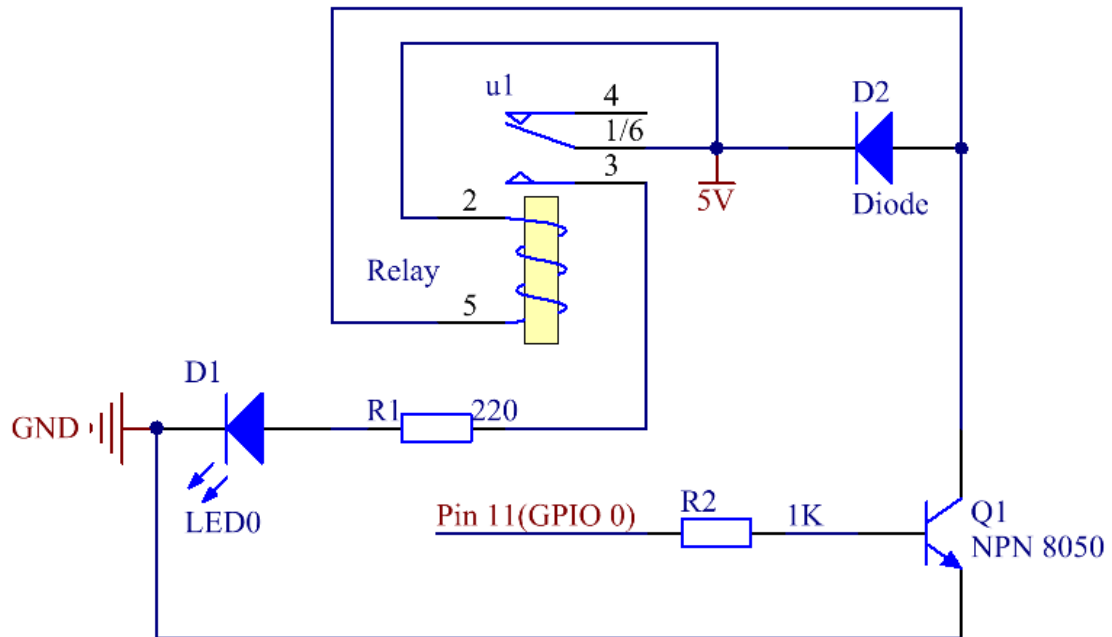 u1
4
1/6
3
D2
5V
Diode
2
Relay
5
D1
GND
R1
220
LED0
Pin 11(GPIO 0)
R2
1K
Q1
NPN 8050